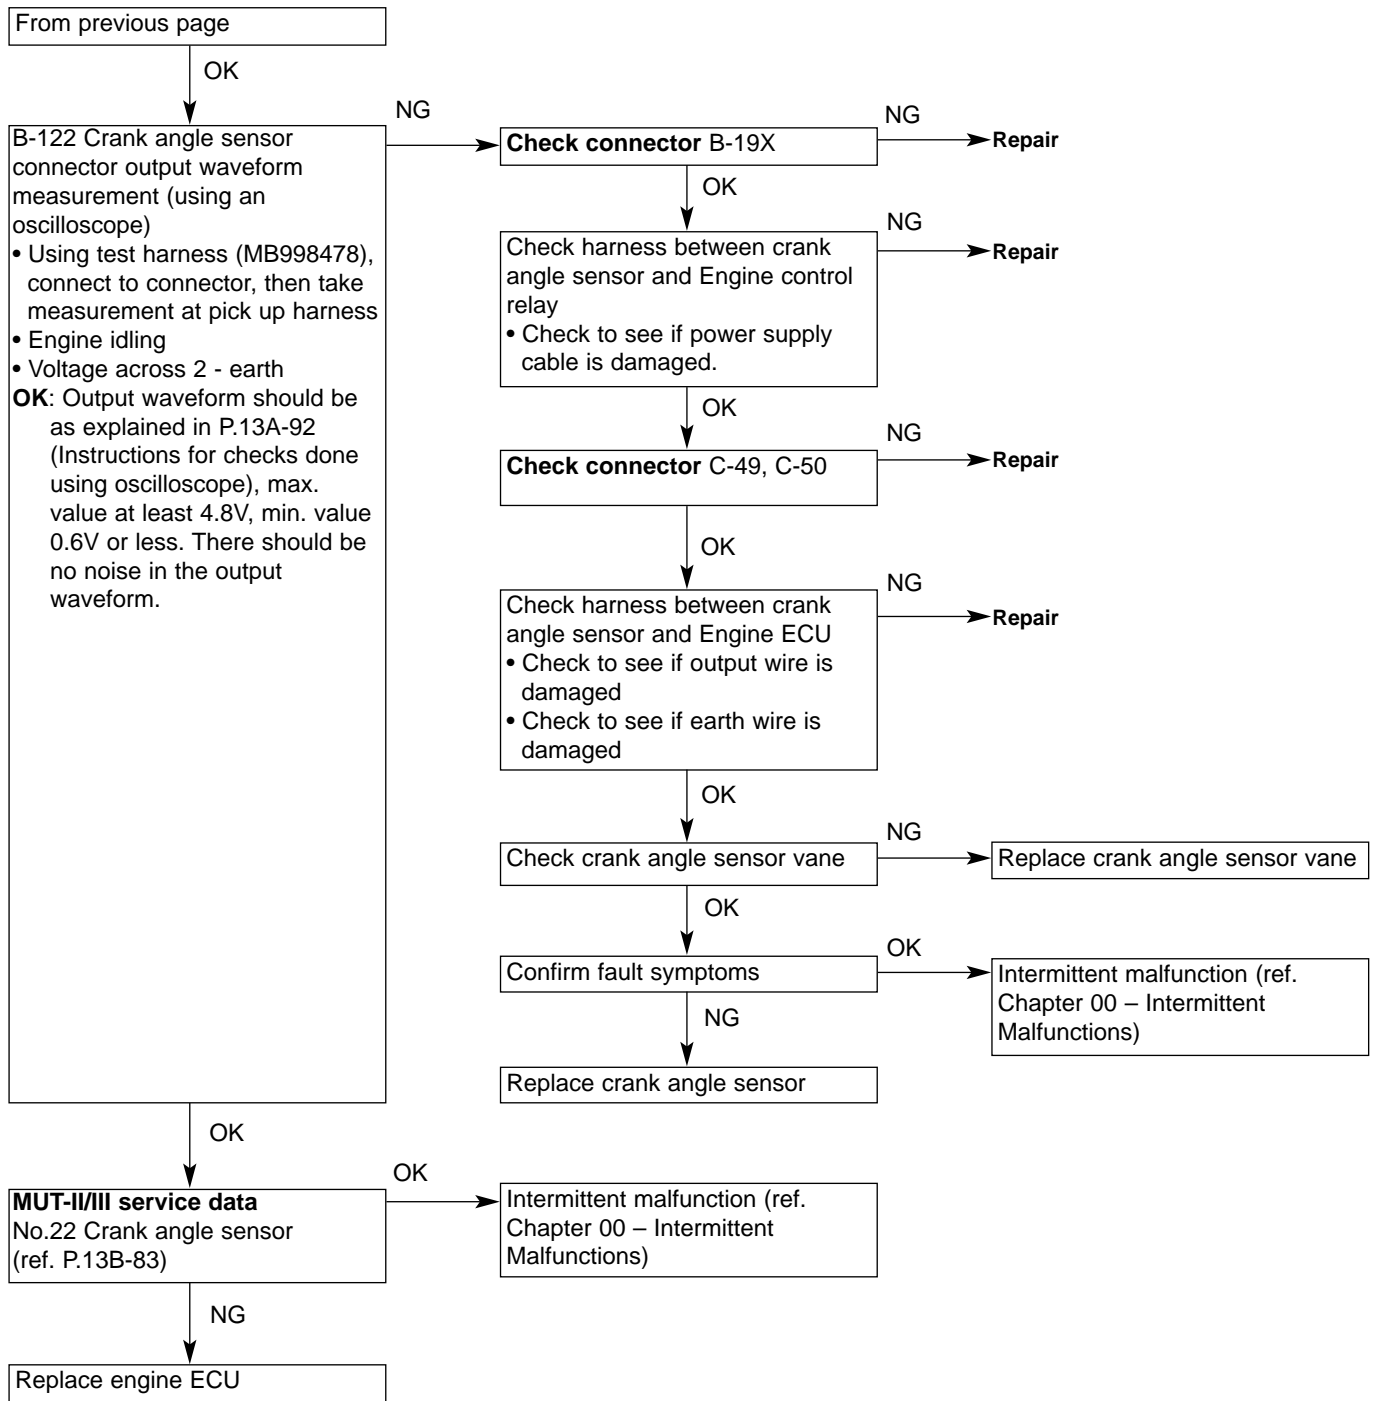 From previous page
OK
B-122 Crank angle sensor
connector output waveform
measurement (using an
oscilloscope)
• Using test harness (MB998478),
connect to connector, then take
measurement at pick up harness
• Engine idling
• Voltage across 2 - earth
OK: Output waveform should be
as explained in P.13A-92
(Instructions for checks done
using oscilloscope), max.
value at least 4.8V, min. value
0.6V or less. There should be
no noise in the output
waveform.
NG
Check connector B-19X
NG
Repair
OK
Check harness between crank
angle sensor and Engine control
relay
• Check to see if power supply
cable is damaged.
NG
Repair
OK
Check connector C-49, C-50
NG
Repair
OK
Check harness between crank
angle sensor and Engine ECU
• Check to see if output wire is
damaged
• Check to see if earth wire is
damaged
NG
Repair
OK
Check crank angle sensor vane
NG
Replace crank angle sensor vane
OK
Confirm fault symptoms
OK
Intermittent malfunction (ref.
Chapter 00 – Intermittent
Malfunctions)
NG
Replace crank angle sensor
OK
MUT-II/III service data
No.22 Crank angle sensor
(ref. P.13B-83)
OK
Intermittent malfunction (ref.
Chapter 00 – Intermittent
Malfunctions)
NG
Replace engine ECU